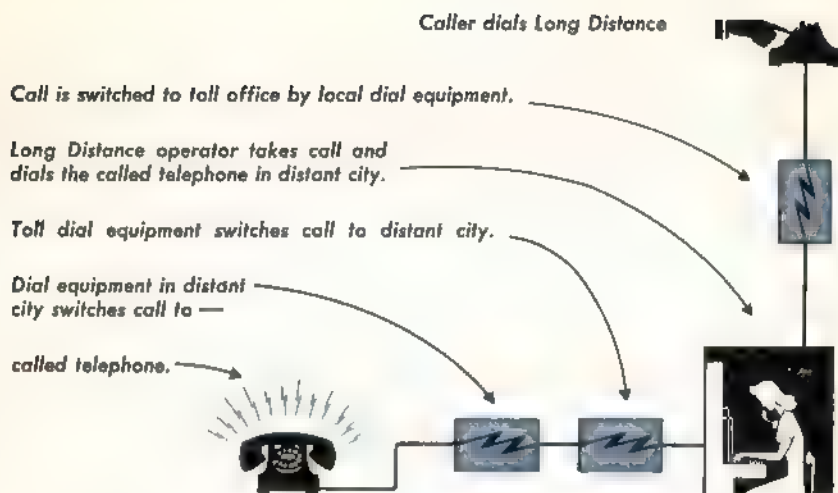 Caller dials Long Distance
Call is switched to toll office by local dial equipment.
Long Distance operator takes call and
dials the called telephone in distant city.
Toll dial equipment switches call to distant city.
Dial equipment in distant
city switches call to —
called telephone.